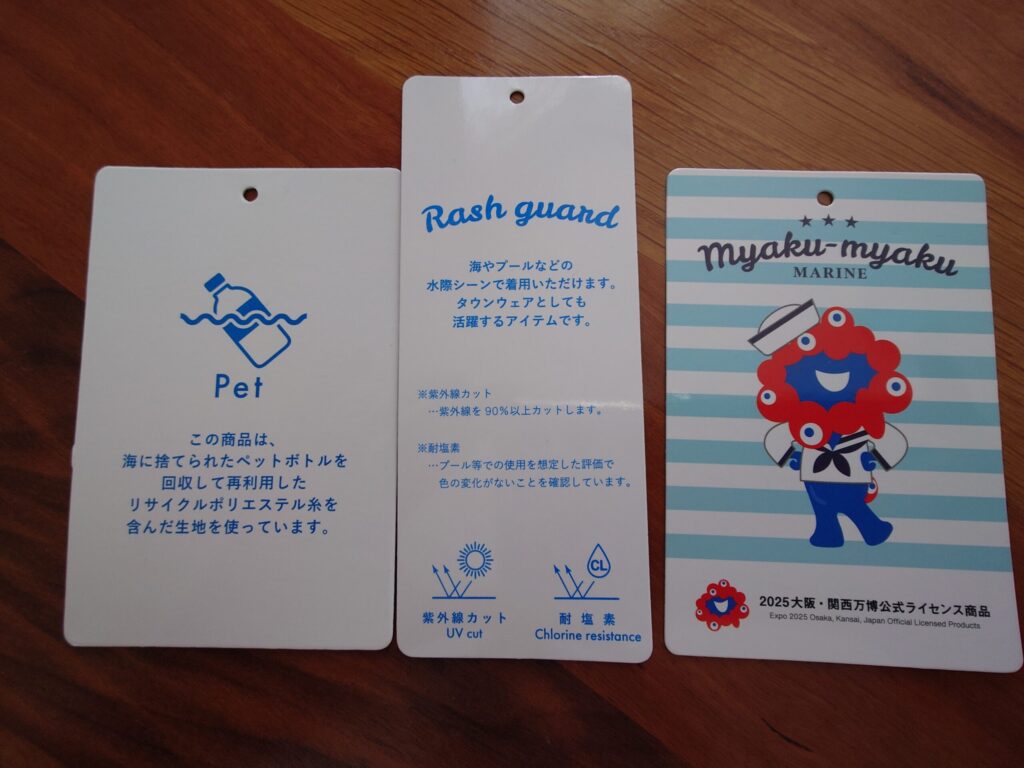 Pet
この商品は、
海に捨てられたペットボトルを
回収して再利用した
リサイクルポリエステル糸を
含んだ生地を使っています。
Rash guard
海やプールなどの
水際シーンで着用いただけます。
タウンウェアとしても
活躍するアイテムです。
※紫外線カット
…紫外線を90%以上カットします。
※耐塩素
…プール等での使用を想定した評価で
色の変化がないことを確認しています。
紫外線カット
UV cut
CL
耐塩素
Chlorine resistance
★★★
myaku-myaku
MARINE
2025大阪・関西万博公式ライセンス商品
Expo 2025 Osaka, Kansai, Japan Official Licensed Products